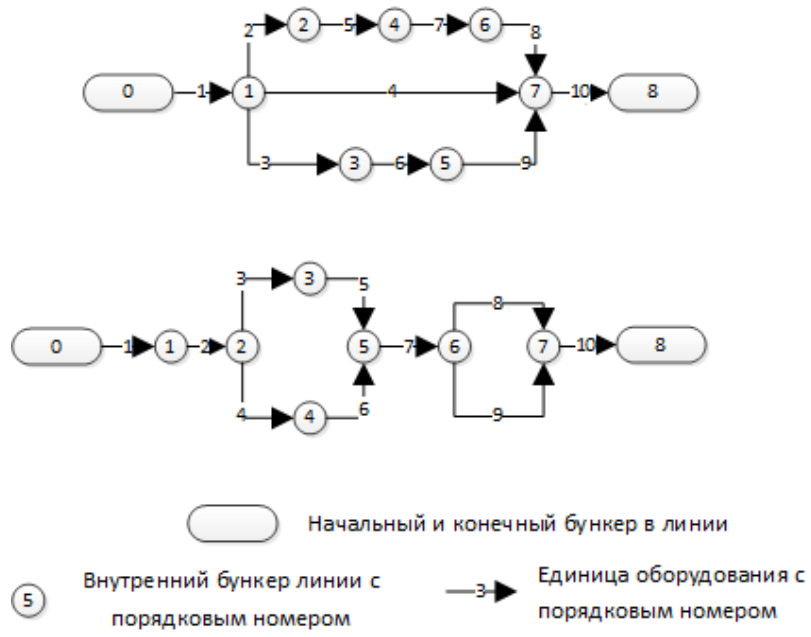 2 2 5 4 7 6 8
0 1 1 4 7 10 8
3 3 6 5 9
3 3 5
8
0 1 1 2 2 5 7 6 7 10 8
4 4 6
9
Начальный и конечный бункер в линии
5 Внутренний бункер линии с
порядковым номером
3 Единица оборудования с
порядковым номером